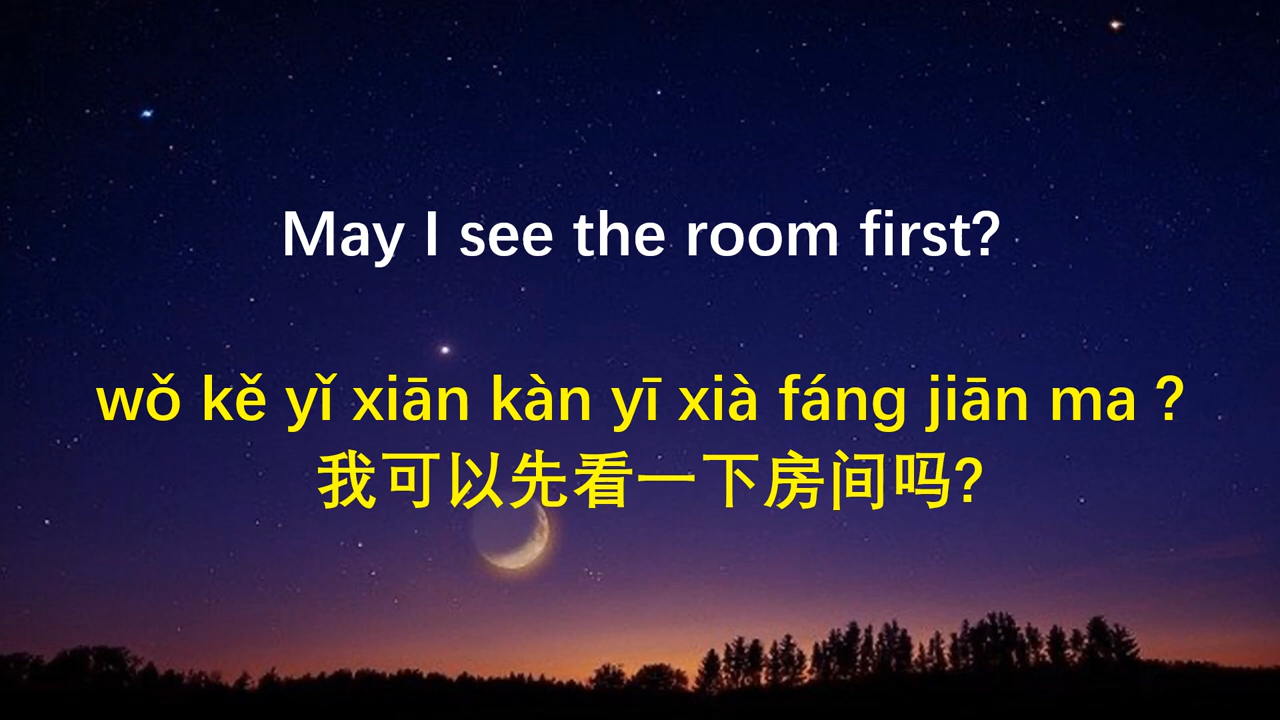 May I see the room first?
wǒ kě yǐ xiān kàn yī xià fáng jiān ma ?
我可以先看一下房间吗?